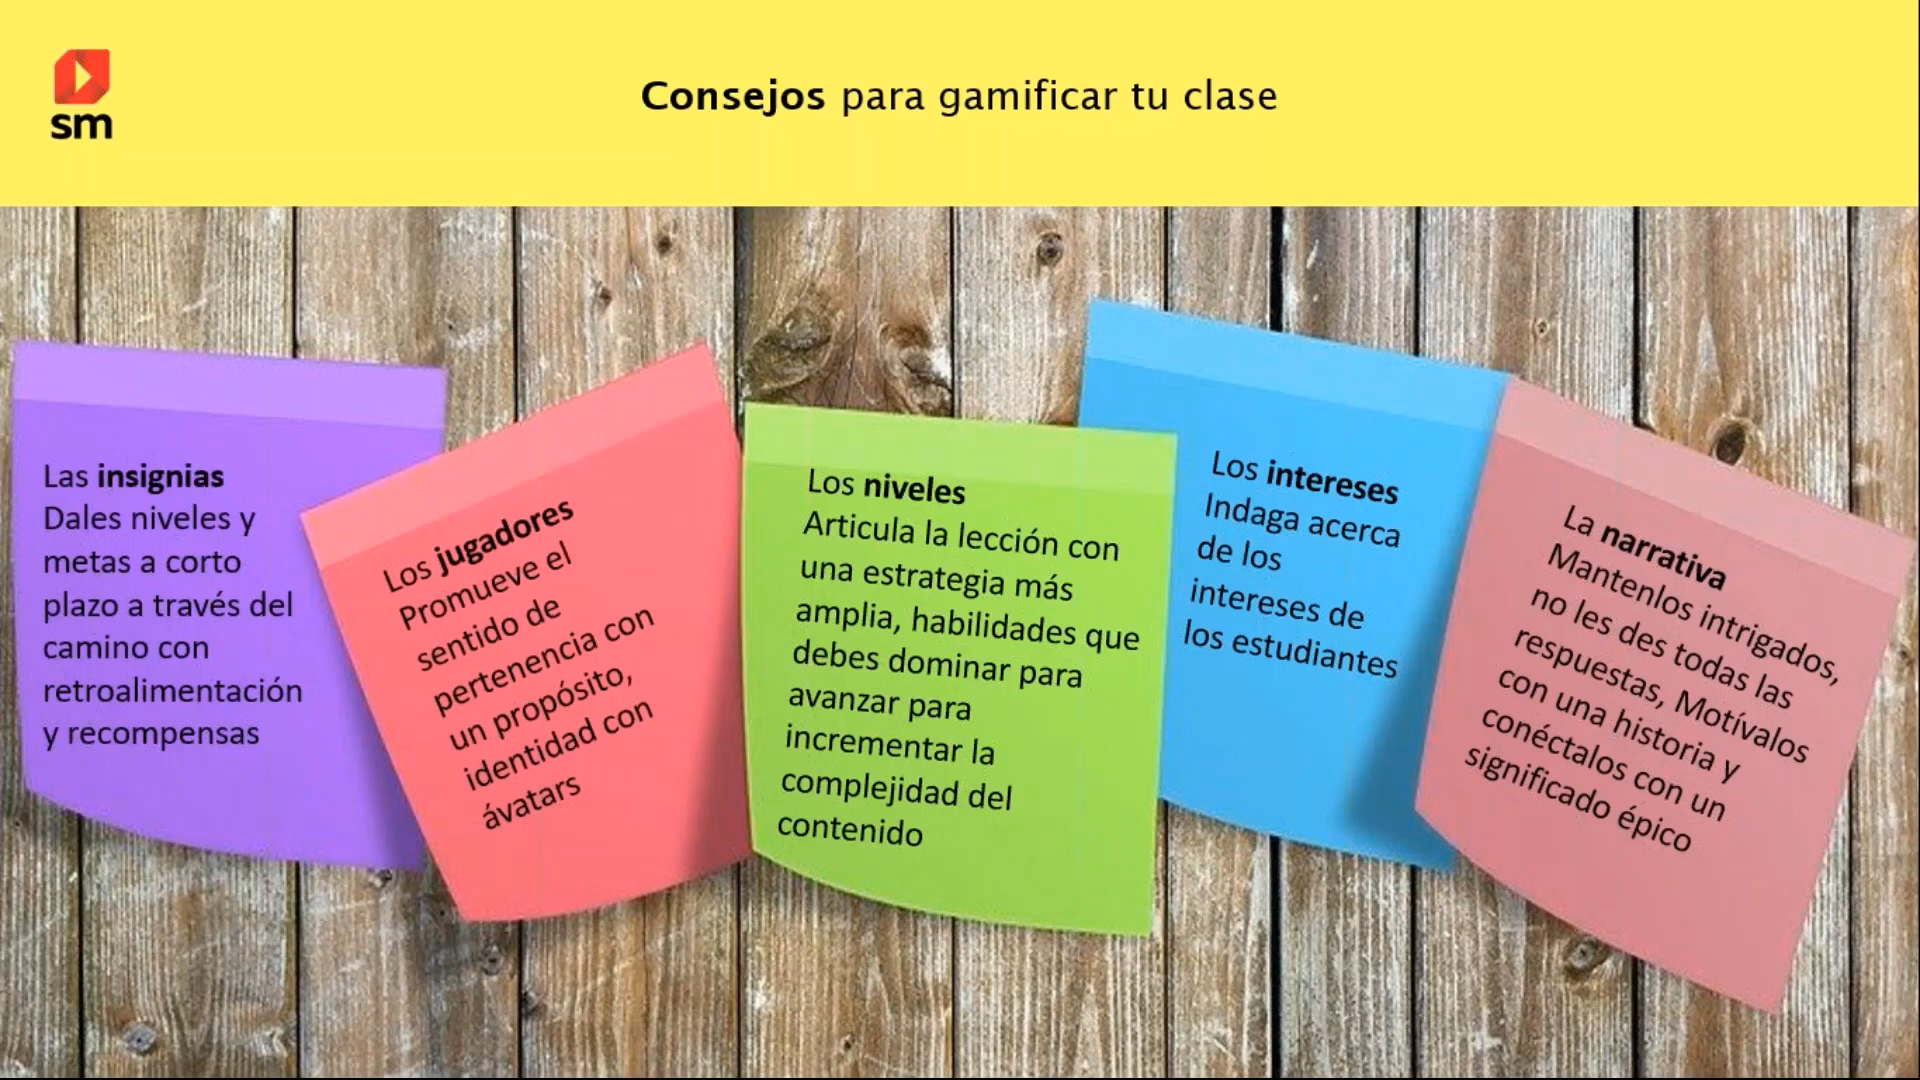 sm
Consejos para gamificar tu clase
Las insignias
Dales niveles y
metas a corto
plazo a través del
camino con
retroalimentación
y recompensas
Los jugadores
Promueve el
sentido de
pertenencia con
un propósito,
identidad con
ávatars
Los niveles
Articula la lección con
una estrategia más
amplia, habilidades que
debes dominar para
avanzar para
incrementar la
complejidad del
contenido
Los intereses
Indaga acerca
de los
intereses de
los estudiantes
La narrativa
Mantenlos intrigados,
no les des todas las
respuestas, Motívalos
con una historia y
conéctalos con un
significado épico